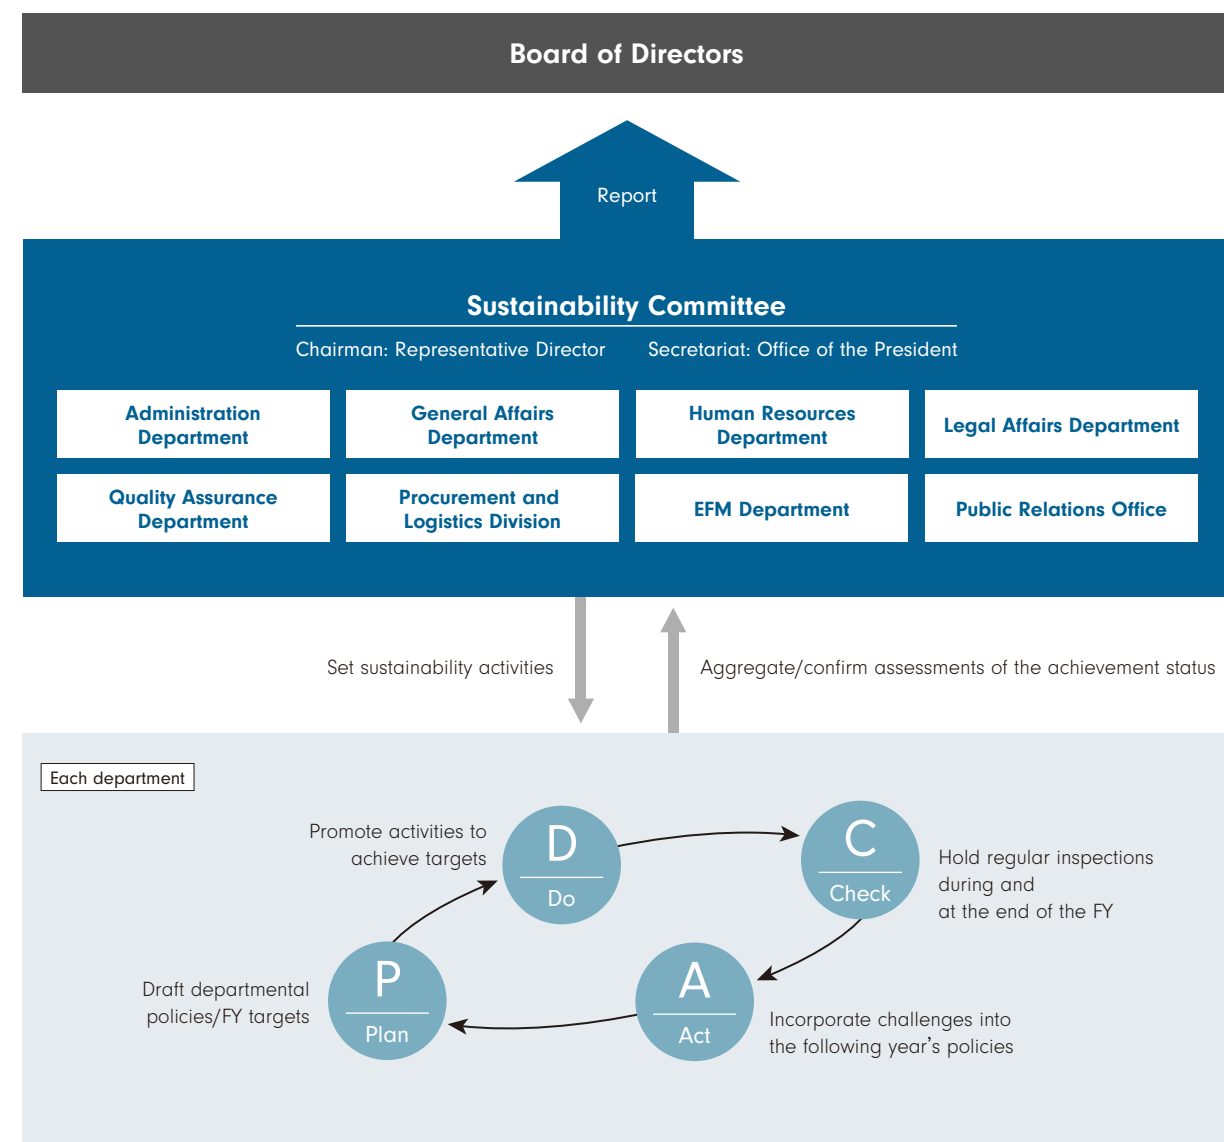 Board of Directors
Report
Sustainability Committee
Chairman: Representative Director
Secretariat: Office of the President
Administration
Department
General Affairs
Department
Human Resources
Department
Legal Affairs Department
Quality Assurance
Department
Procurement and
Logistics Division
EFM Department
Public Relations Office
Set sustainability activities
Aggregate/confirm assessments of the achievement status
Each department
Promote activities to
achieve targets
D
Do
C
Check
Hold regular inspections
during and
at the end of the FY
Draft departmental
policies/FY targets
P
Plan
A
Act
Incorporate challenges into
the following year's policies